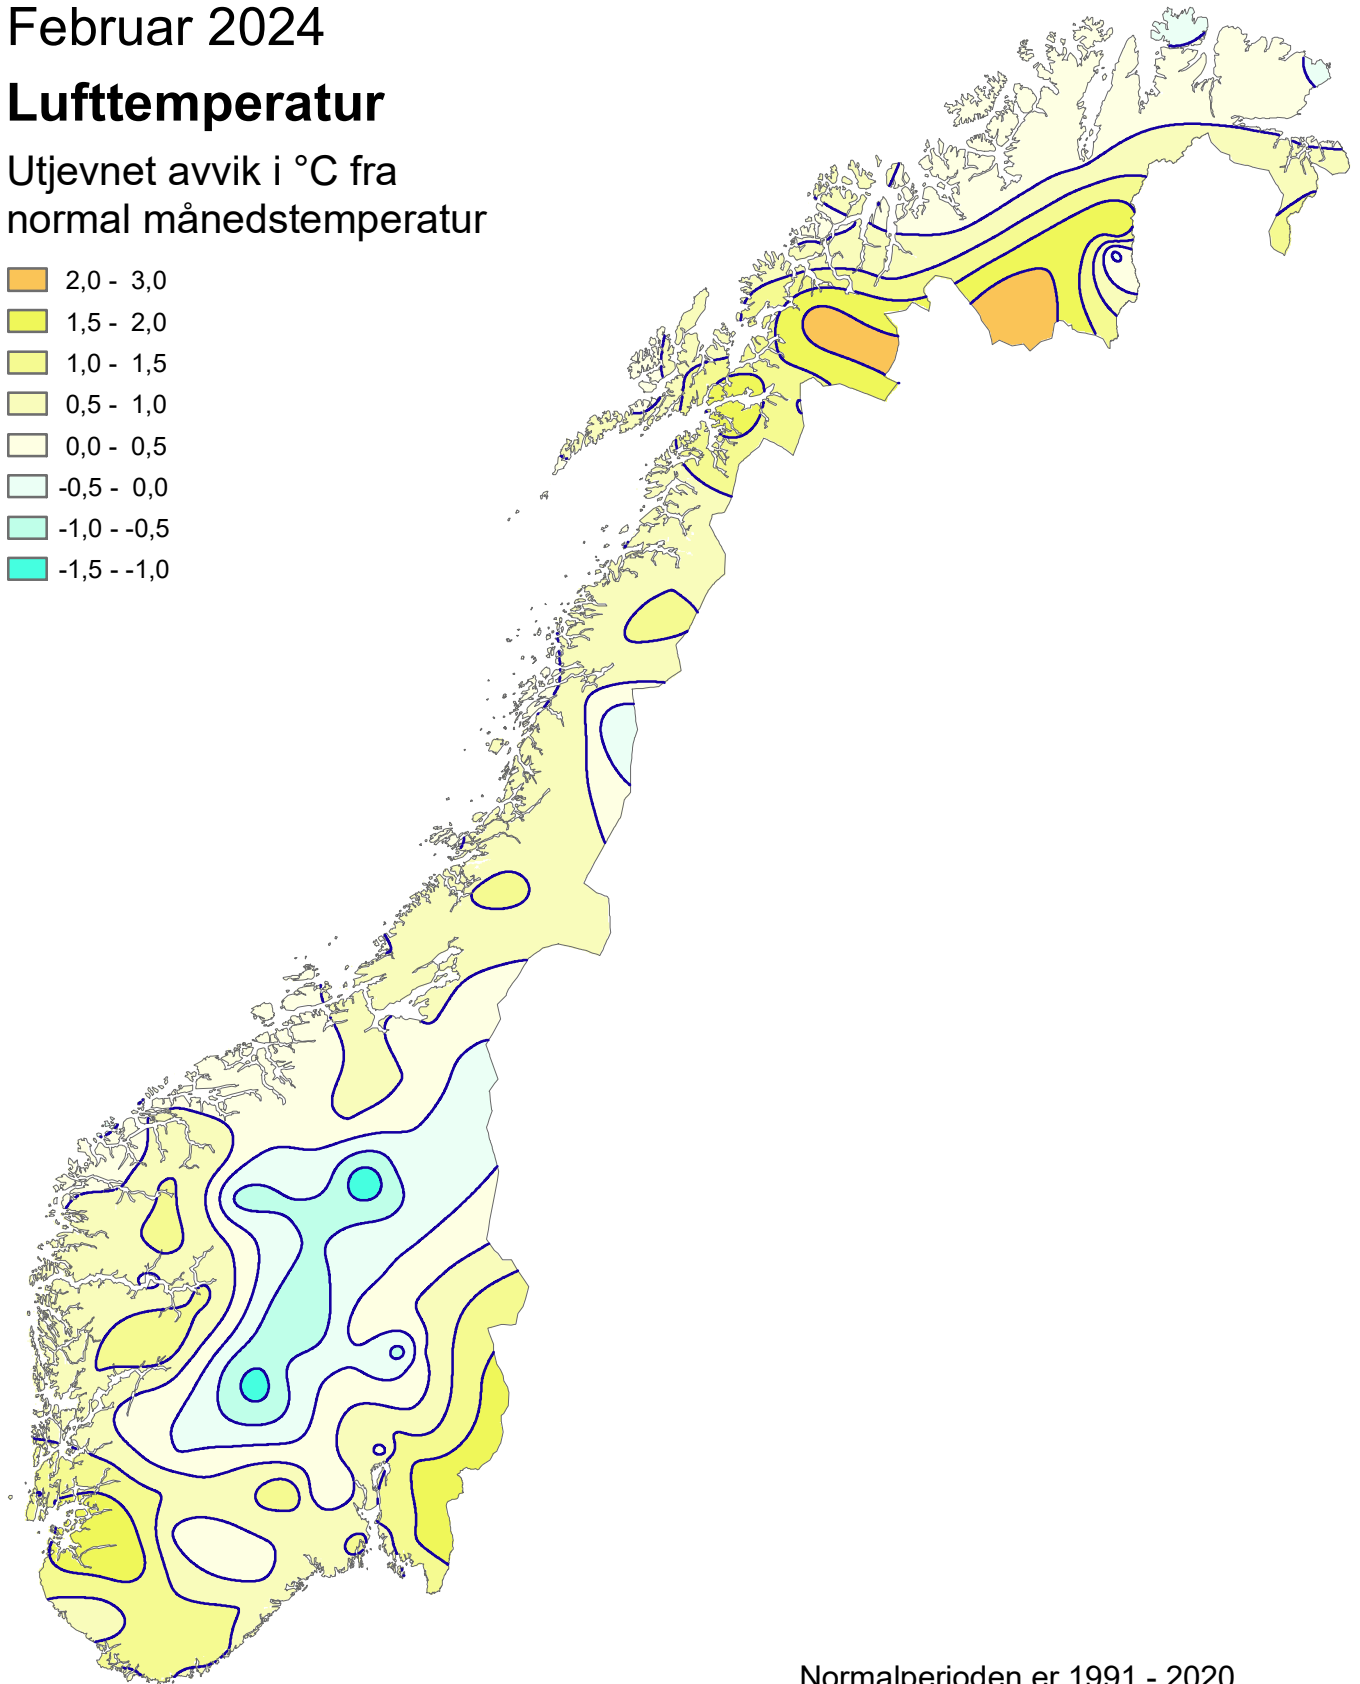 Februar 2024
Lufttemperatur
Utjevnet avvik i °C fra
normal månedstemperatur
2,0 - 3,0
1,5 - 2,0
1,0 - 1,5
0,5 - 1,0
0,0 - 0,5
-0,5 - 0,0
-1,0 - -0,5
-1,5 - -1,0
Normalperioden er 1991 - 2020